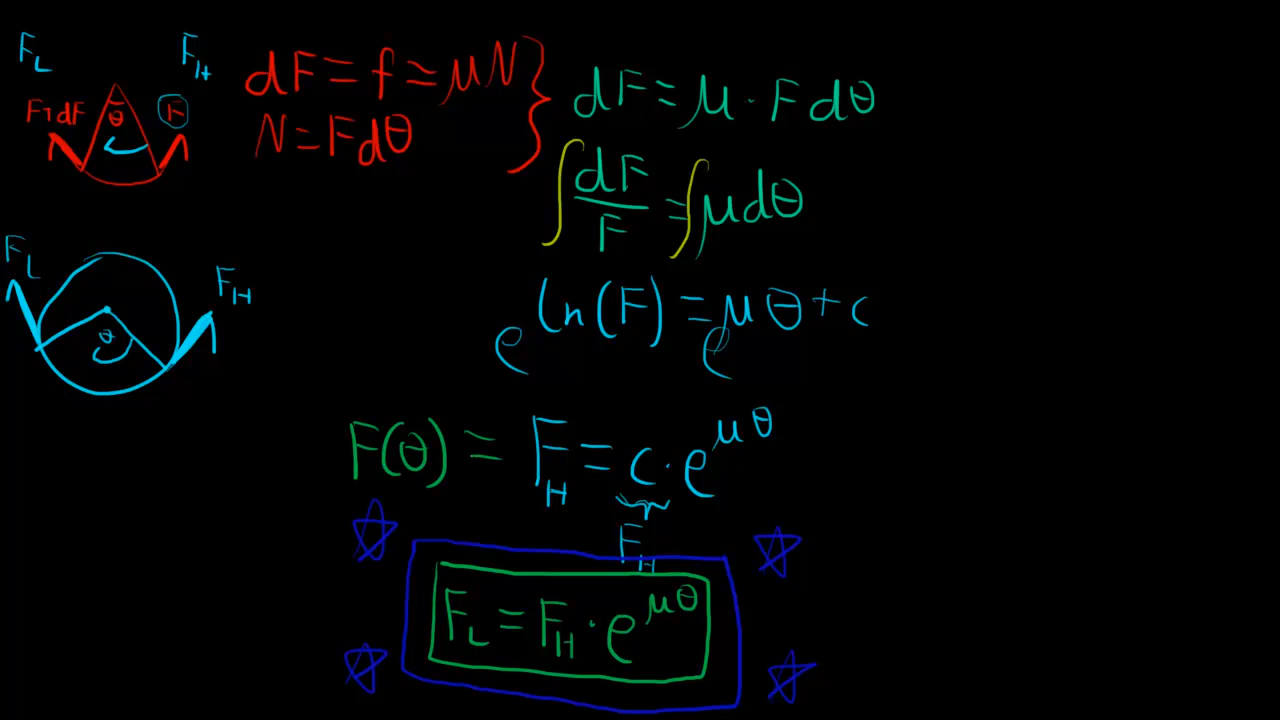 F_L F_H
F+dF θ F
dF = f = μN
N = Fdθ
dF = μ · F dθ
∫ dF/F = ∫ μdθ
F_L F_H
θ
e^ln(F) = e^μθ+c
F(θ) = F_H = c · e^μθ
F_H
F_L = F_H · e^μθ